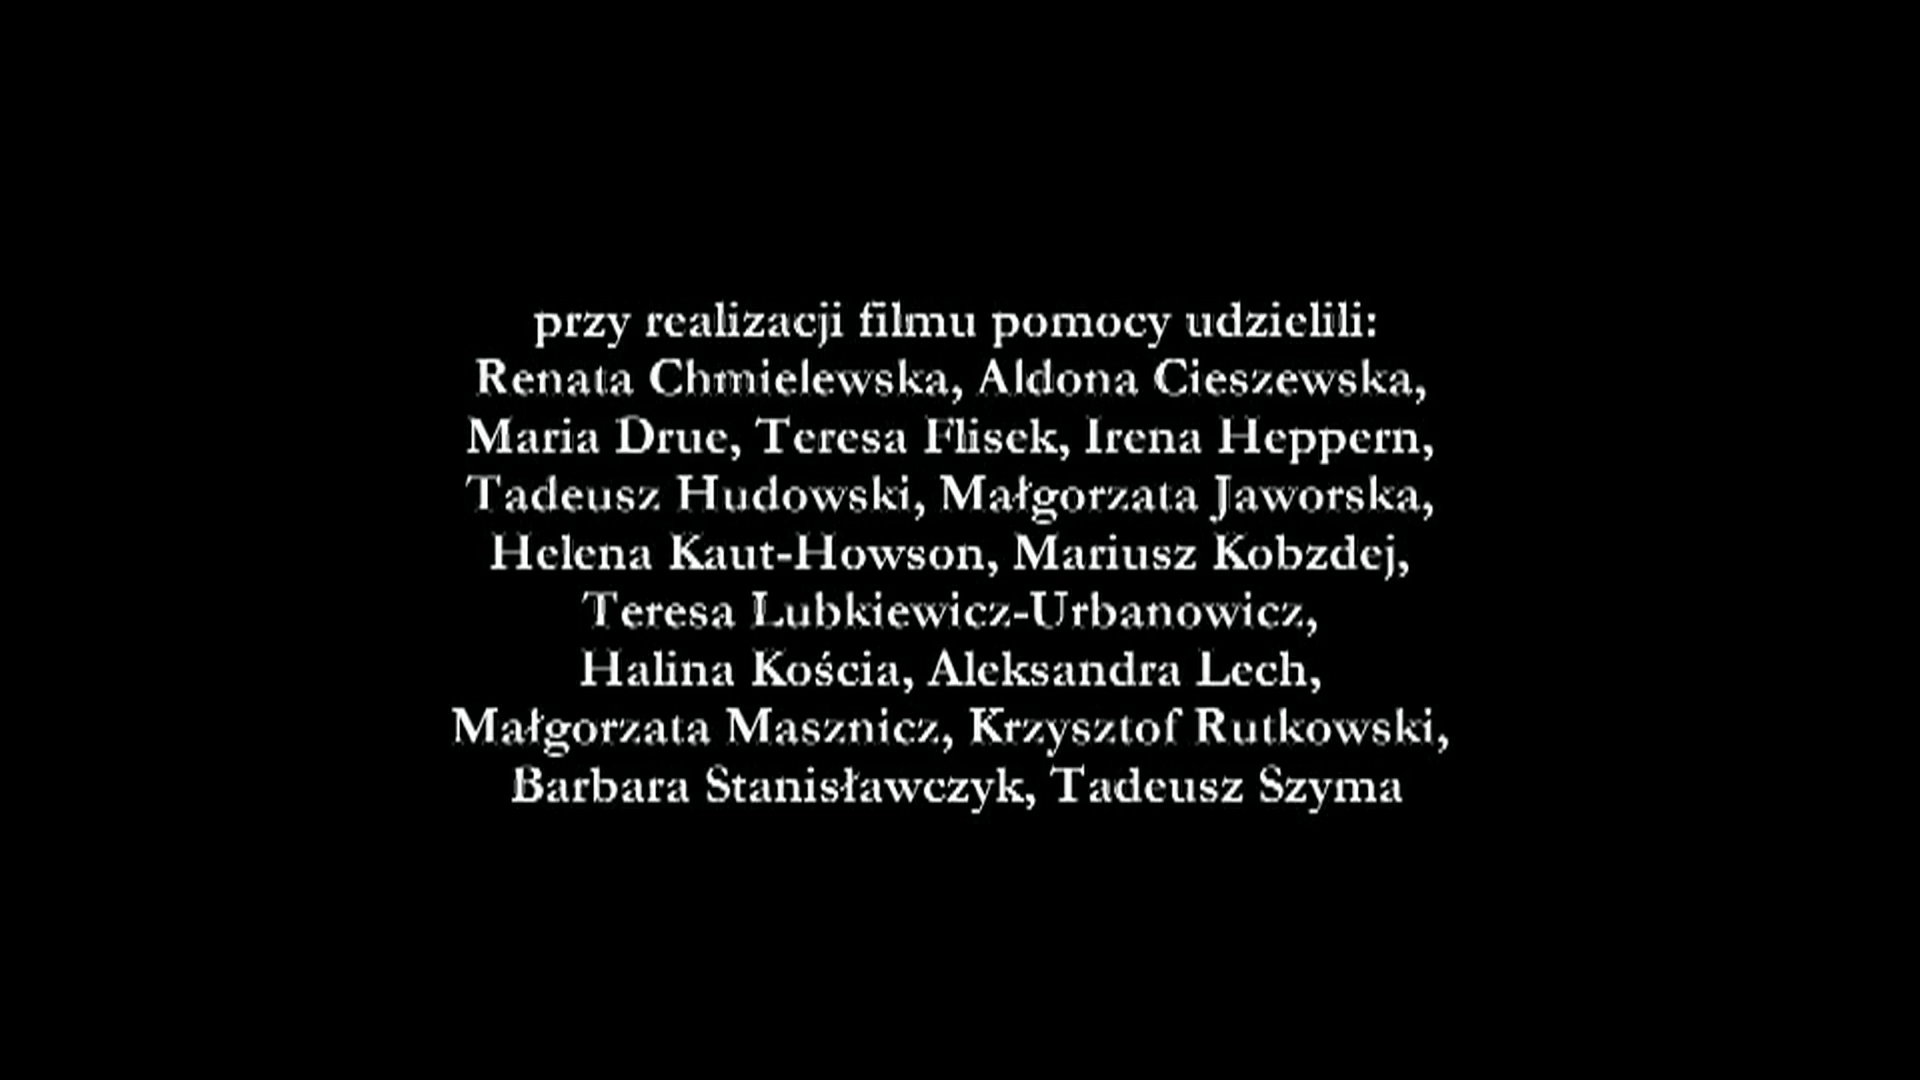 przy realizacji filmu pomocy udzielili:
Renata Chmielewska, Aldona Cieszewska,
Maria Drue, Teresa Flisek, Irena Heppern,
Tadeusz Hudowski, Małgorzata Jaworska,
Helena Kaut-Howson, Mariusz Kobzdej,
Teresa Lubkiewicz-Urbanowicz,
Halina Kościa, Aleksandra Lech,
Małgorzata Masznicz, Krzysztof Rutkowski,
Barbara Stanisławczyk, Tadeusz Szyma